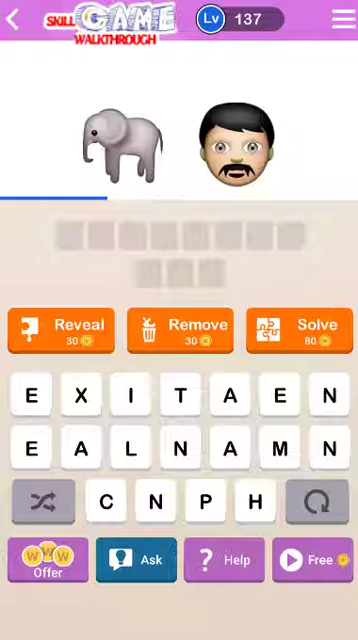 SKILL GAME
WALKTHROUGH
Lv 137
Reveal Remove Solve
30 30 80
E X I T A E N
E A L N A M N
C N P H
W W W
Offer Ask ? Help Free